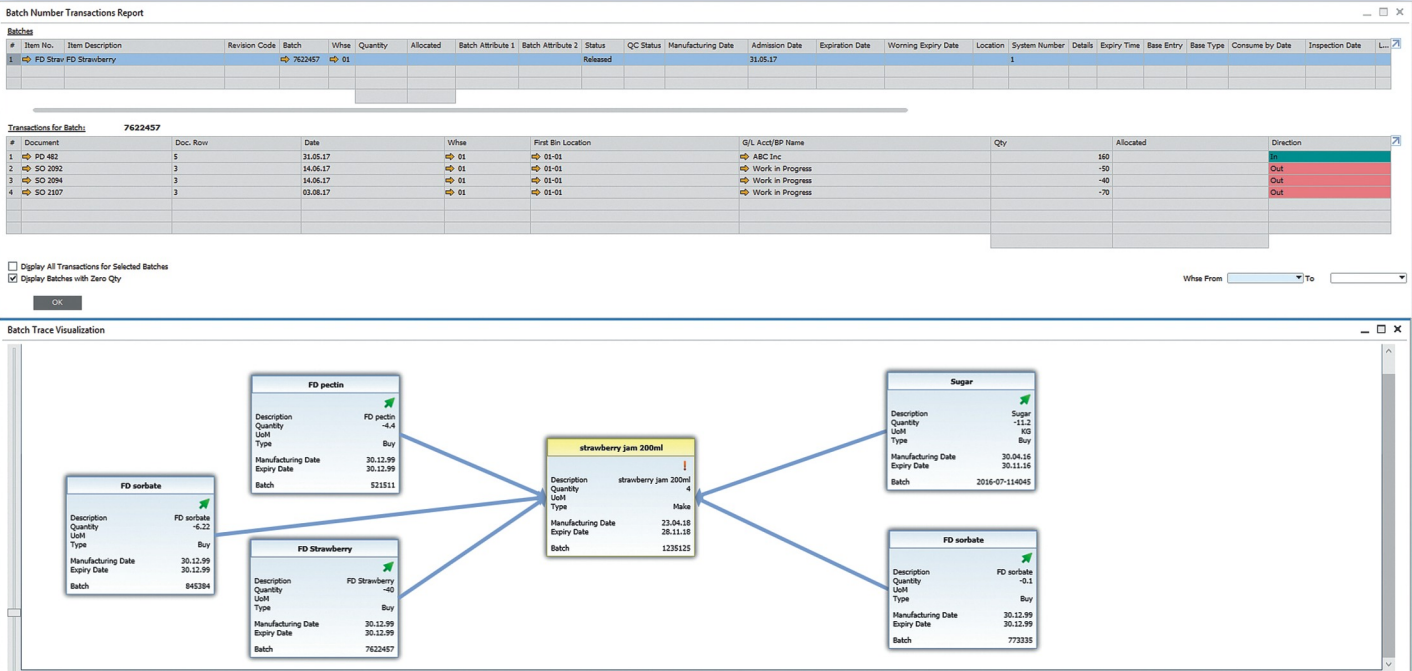 Batch Number Transactions Report
Batches
# Item No. Item Description Revision Code Batch Whse Quantity Allocated Batch Attribute 1 Batch Attribute 2 Status QC Status Manufacturing Date Admission Date Expiration Date Worning Expiry Date Location System Number Details Expiry Time Base Entry Base Type Consume by Date Inspection Date L...
1 FD Strav FD Strawberry 7622457 01 Released 31.05.17 1
Transactions for Batch: 7622457
# Document Doc. Row Date Whse First Bin Location G/L Acct/BP Name Qty Allocated Direction
1 PD 482 5 31.05.17 01 01-01 ABC Inc 160 In
2 SO 2092 3 14.06.17 01 01-01 Work in Progress -50 Out
3 SO 2094 3 14.06.17 01 01-01 Work in Progress -40 Out
4 SO 2107 3 03.08.17 01 01-01 Work in Progress -70 Out
Display All Transactions for Selected Batches
Display Batches with Zero Qty
Whse From To
OK
Batch Trace Visualization
FD pectin
Description FD pectin
Quantity -4.4
UoM
Type Buy
Manufacturing Date 30.12.99
Expiry Date 30.12.99
Batch 521511
Sugar
Description Sugar
Quantity -11.2
UoM KG
Type Buy
Manufacturing Date 30.04.16
Expiry Date 30.11.16
Batch 2016-07-114045
strawberry jam 200ml
!
Description strawberry jam 200ml
Quantity 4
UoM
Type Make
Manufacturing Date 23.04.18
Expiry Date 28.11.18
Batch 1235125
FD sorbate
Description FD sorbate
Quantity -6.22
UoM
Type Buy
Manufacturing Date 30.12.99
Expiry Date 30.12.99
Batch 845384
FD Strawberry
Description FD Strawberry
Quantity -40
UoM
Type Buy
Manufacturing Date 30.12.99
Expiry Date 30.12.99
Batch 7622457
FD sorbate
Description FD sorbate
Quantity -0.1
UoM
Type Buy
Manufacturing Date 30.12.99
Expiry Date 30.12.99
Batch 773335